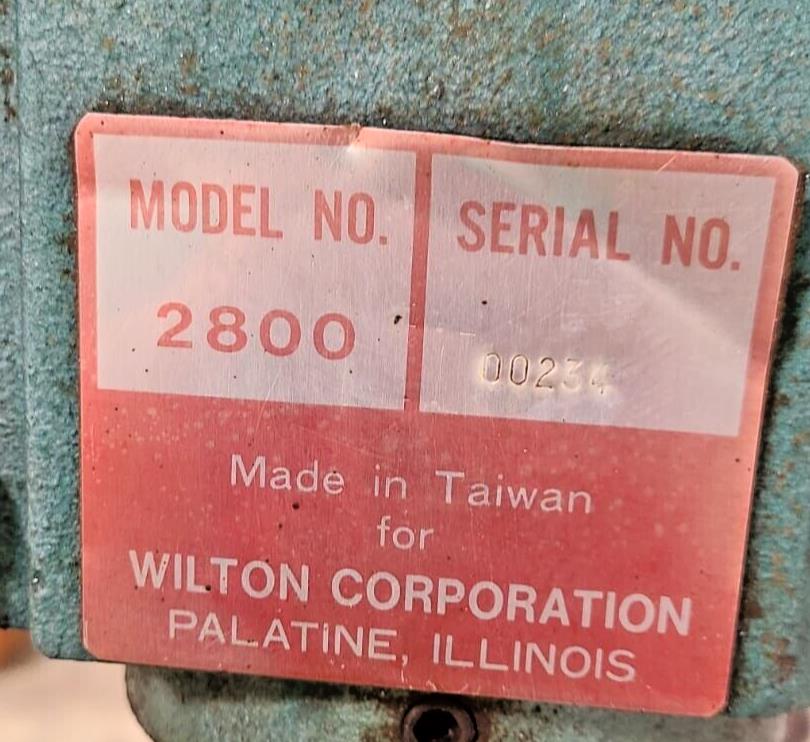 MODEL NO.
SERIAL NO.
2800
00234
Made in Taiwan
for
WILTON CORPORATION
PALATINE, ILLINOIS